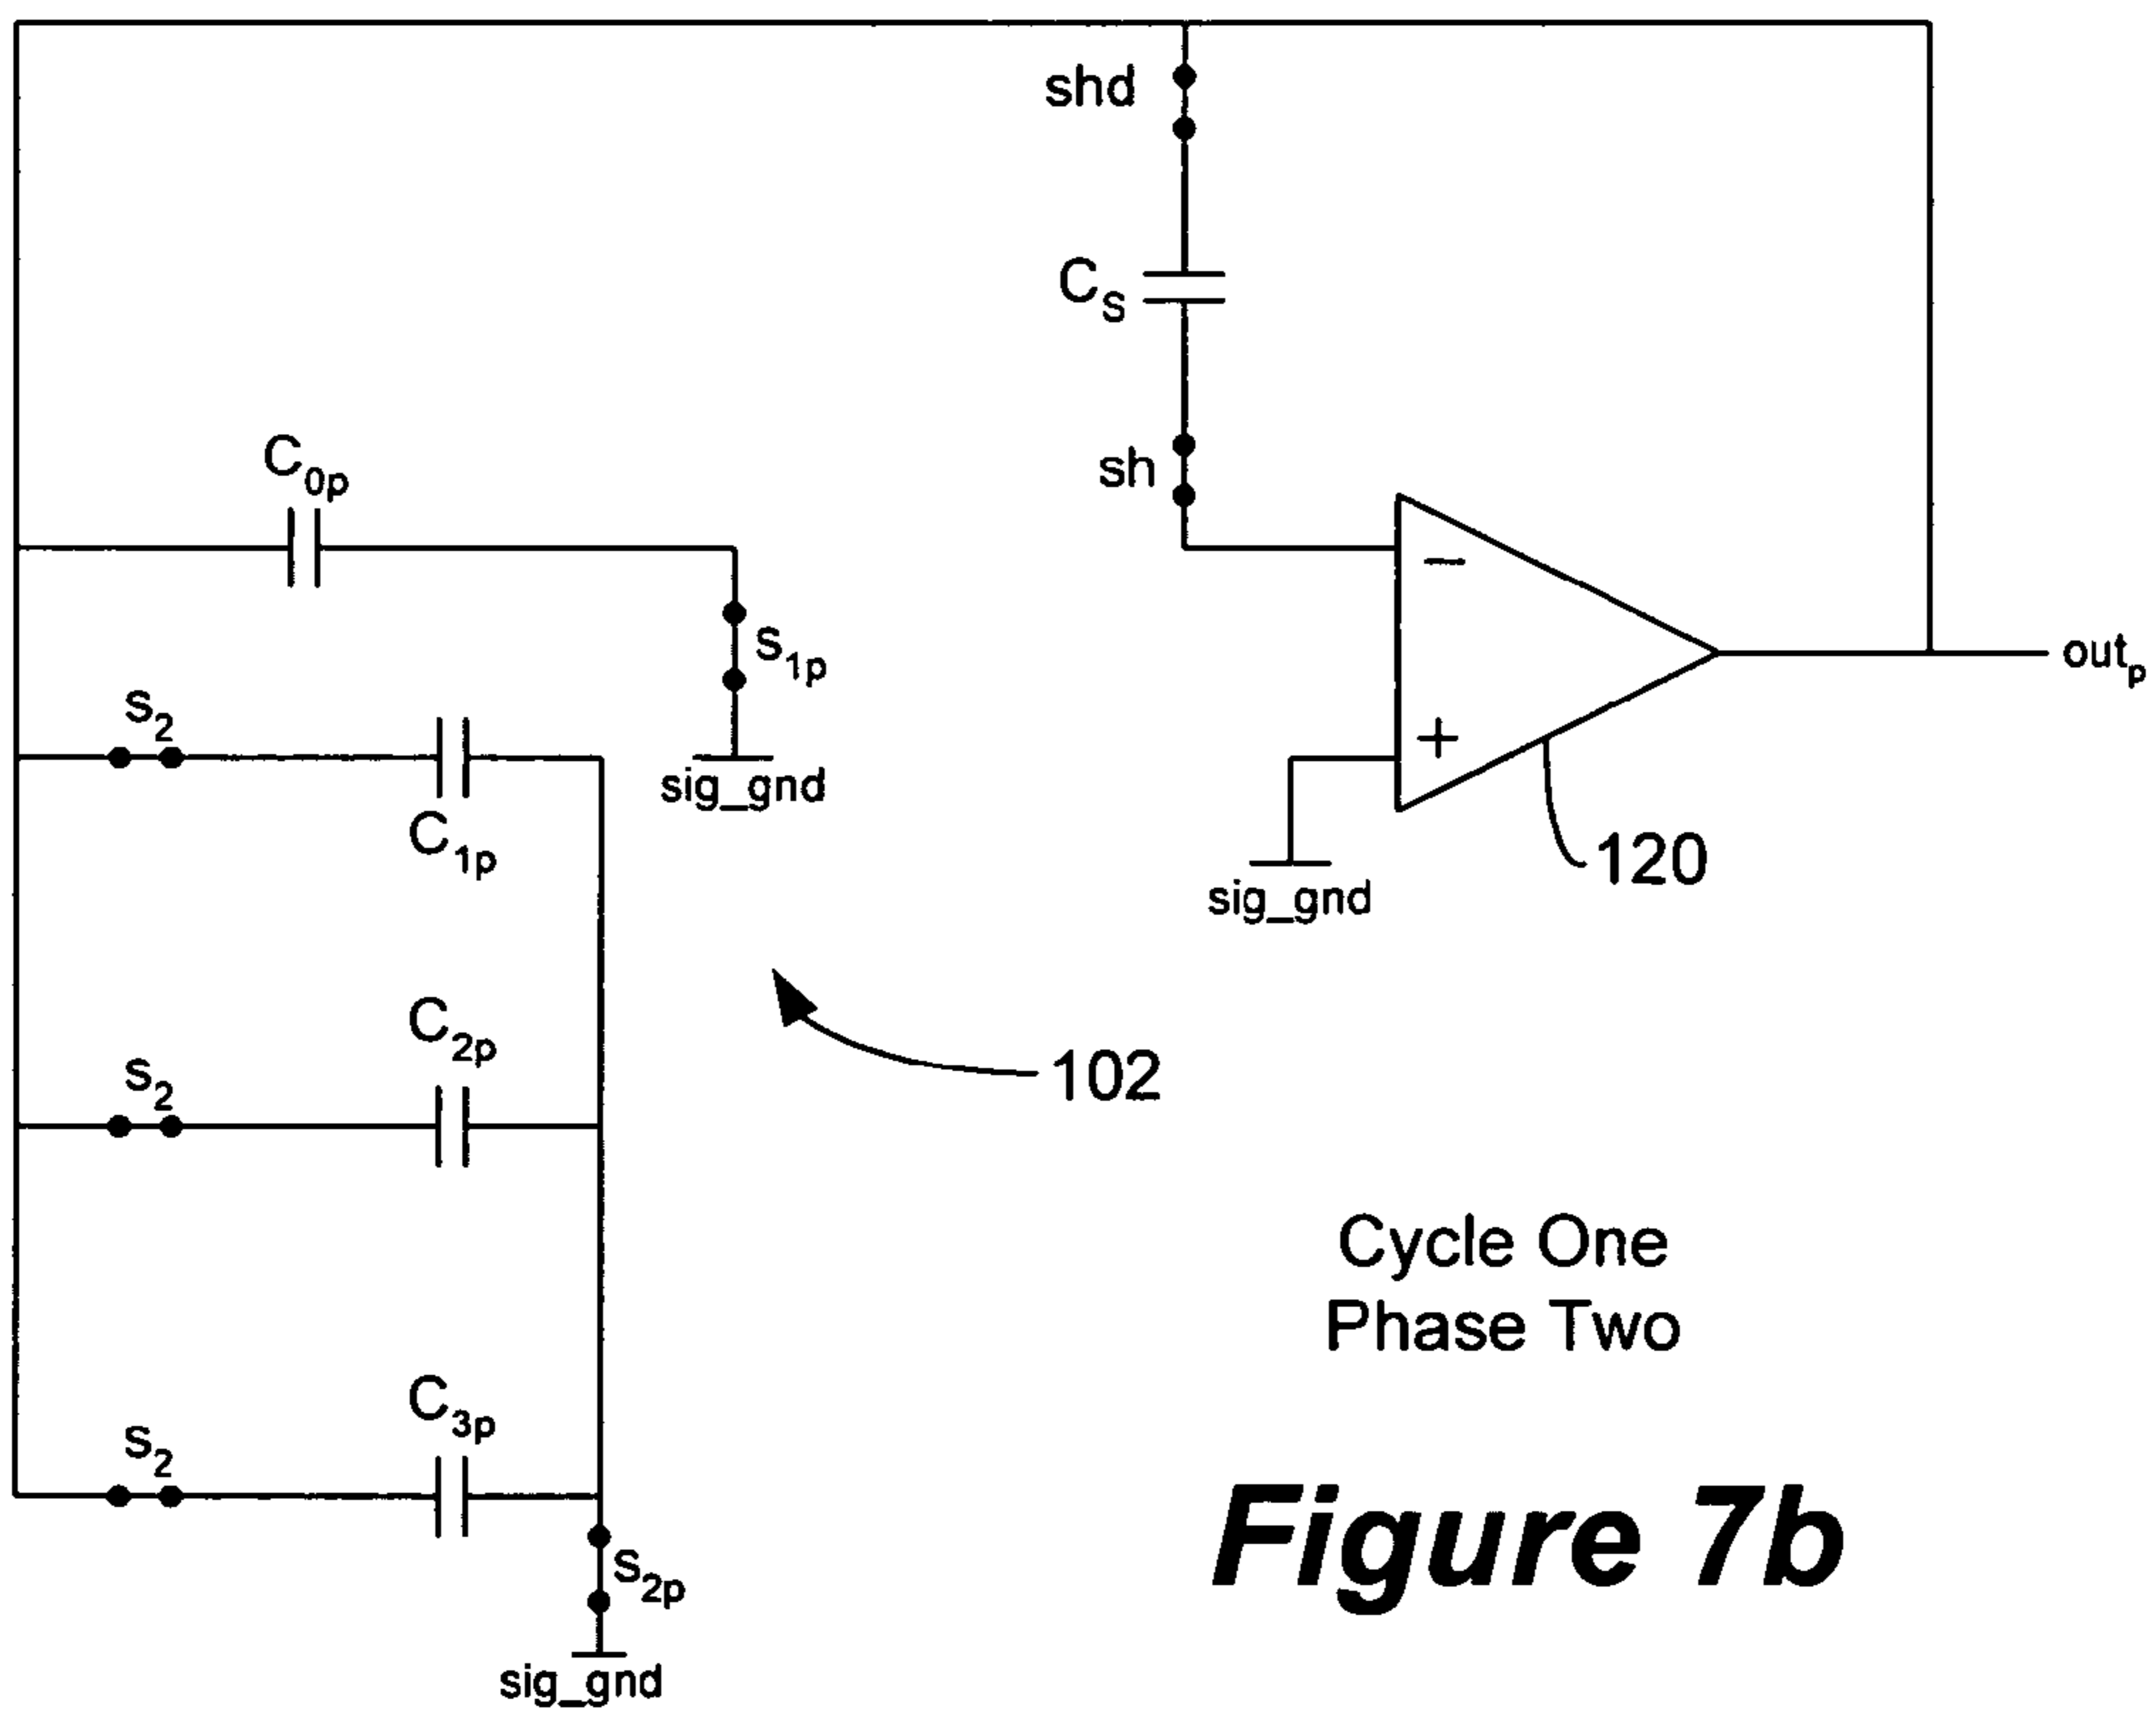 shd
C_S
C_0p
sh
−
s_1p
s_2
out_p
+
sig_gnd
C_1p
120
sig_gnd
C_2p
s_2
102
Cycle One
Phase Two
C_3p
s_2
s_2p
Figure 7b
sig_gnd